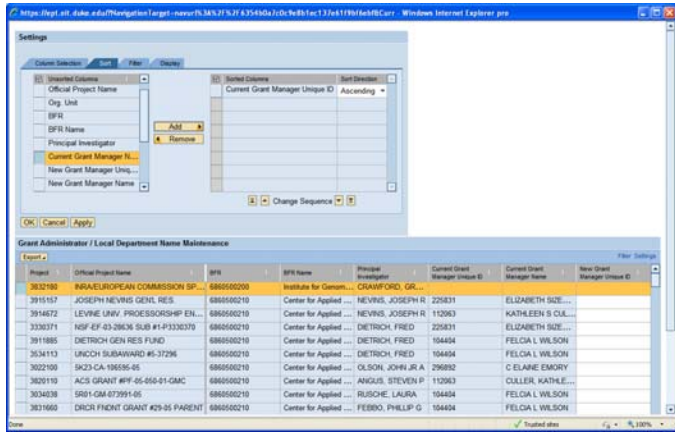 Windows Internet Explorer pro
Settings
Column Selection Sort Filter Display
Unsorted Columns
Official Project Name
Org. Unit
BFR
BFR Name
Principal Investigator
Current Grant Manager N...
New Grant Manager Uniq...
New Grant Manager Name
Add
Remove
Sorted Columns Sort Direction
Current Grant Manager Unique ID Ascending
Change Sequence
OK Cancel Apply
Grant Administrator / Local Department Name Maintenance
Export Filter Settings
Project Official Project Name BFR BFR Name Principal Investigator Current Grant Manager Unique ID Current Grant Manager Name New Grant Manager Unique ID
3832180 INRA/EUROPEAN COMMISSION SP... 6860500200 Institute for Genom... CRAWFORD, GR...
3915157 JOSEPH NEVINS GENL RES. 6860500210 Center for Applied ... NEVINS, JOSEPH R 225831 ELIZABETH SIZE...
3914672 LEVINE UNIV. PROESSORSHIP EN... 6860500210 Center for Applied ... NEVINS, JOSEPH R 112063 KATHLEEN S CUL...
3330371 NSF-EF-03-28636 SUB #1-P3330370 6860500210 Center for Applied ... DIETRICH, FRED 225831 ELIZABETH SIZE...
3911885 DIETRICH GEN RES FUND 6860500210 Center for Applied ... DIETRICH, FRED 104404 FELCIA L WILSON
3534113 UNCCH SUBAWARD #5-37296 6860500210 Center for Applied ... DIETRICH, FRED 104404 FELCIA L WILSON
3022100 5K23-CA-106595-05 6860500210 Center for Applied ... OLSON, JOHN JR A 296092 C ELAINE EMORY
3820110 ACS GRANT #PF-05-050-01-GMC 6860500210 Center for Applied ... ANGUS, STEVEN P 112063 CULLER, KATHLE...
3034038 5R01-GM-073991-05 6860500210 Center for Applied ... RUSCHE, LAURA 104404 FELCIA L WILSON
3831660 DRCR FNDNT GRANT #29-05 PARENT 6860500210 Center for Applied ... FEBBO, PHILLIP G 104404 FELCIA L WILSON
Done Trusted sites 100%